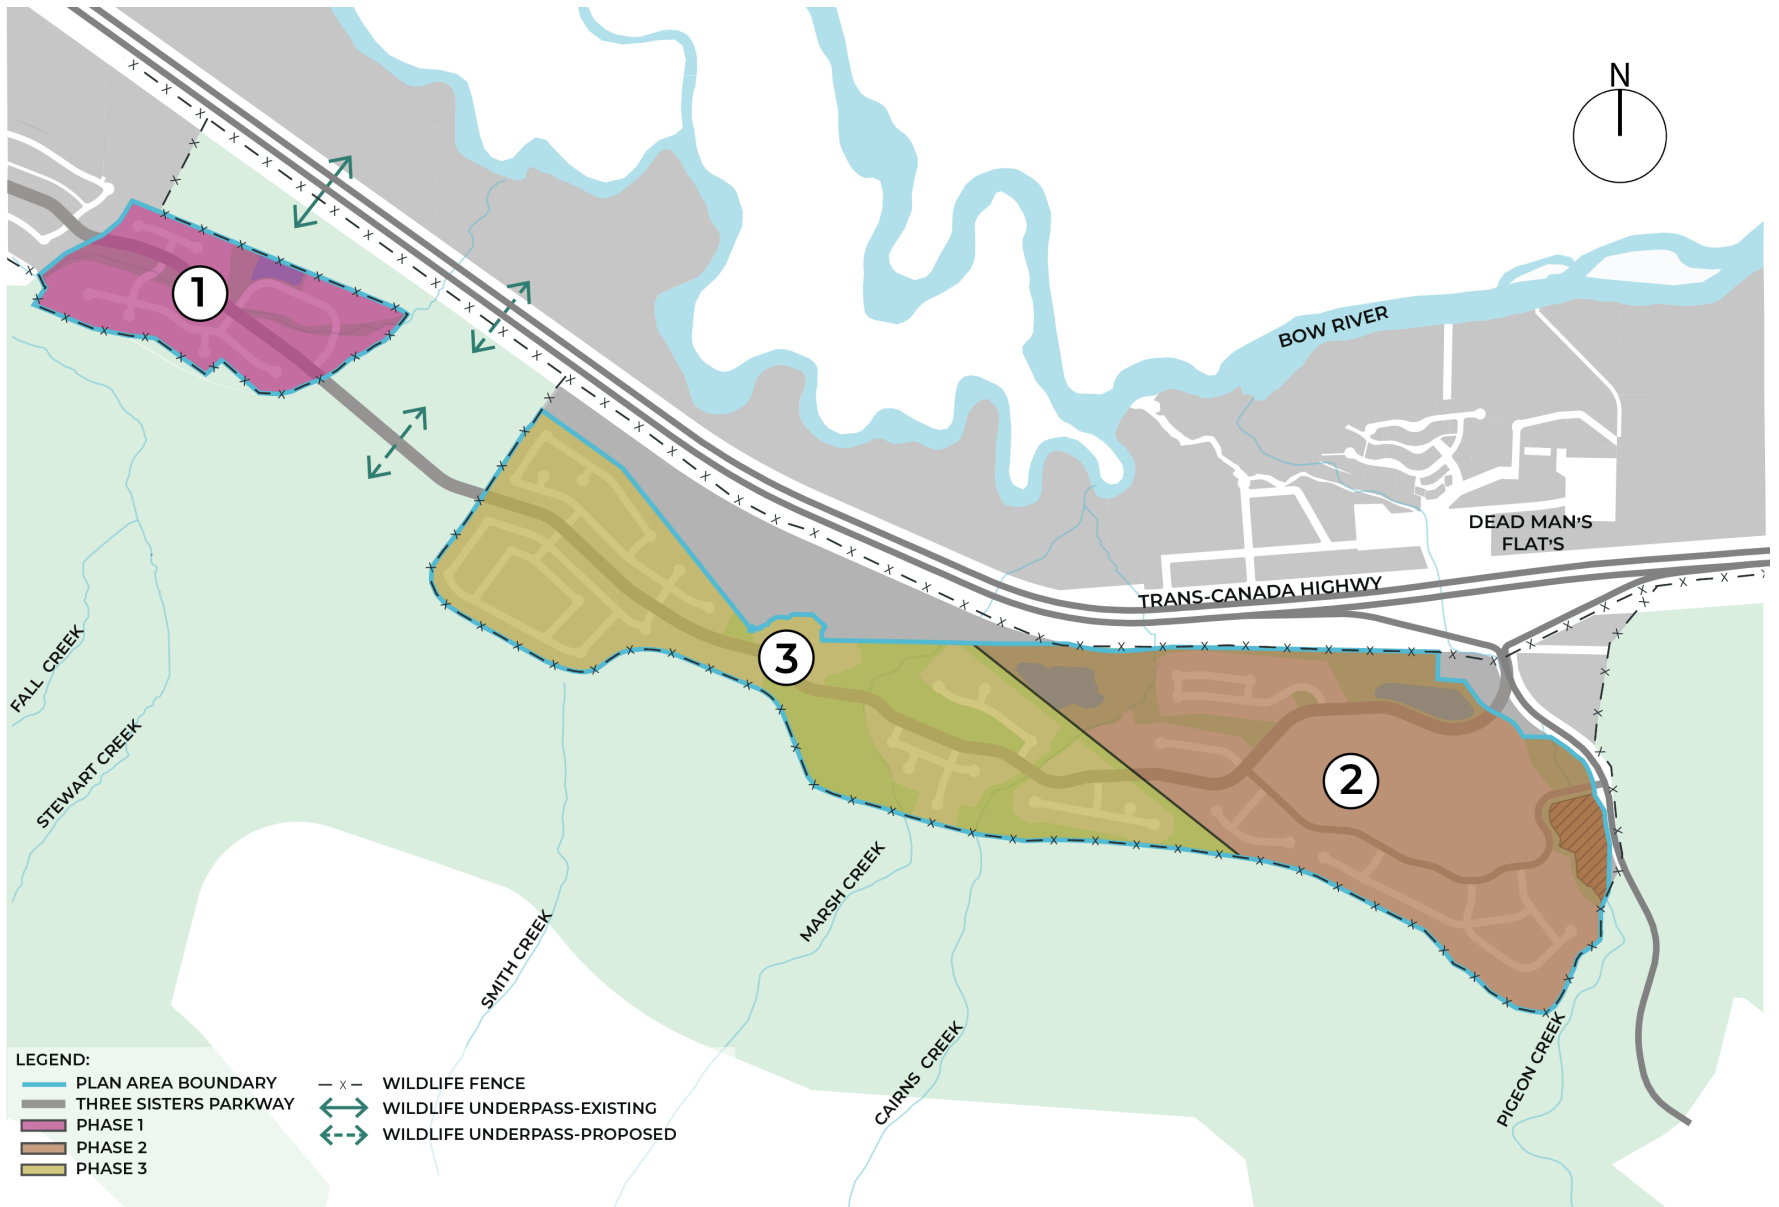 N
1
BOW RIVER
DEAD MAN'S
FLAT'S
TRANS-CANADA HIGHWY
3
2
FALL CREEK
STEWART CREEK
SMITH CREEK
MARSH CREEK
CAIRNS CREEK
PIGEON CREEK
LEGEND:
PLAN AREA BOUNDARY
THREE SISTERS PARKWAY
PHASE 1
PHASE 2
PHASE 3
x WILDLIFE FENCE
WILDLIFE UNDERPASS-EXISTING
WILDLIFE UNDERPASS-PROPOSED